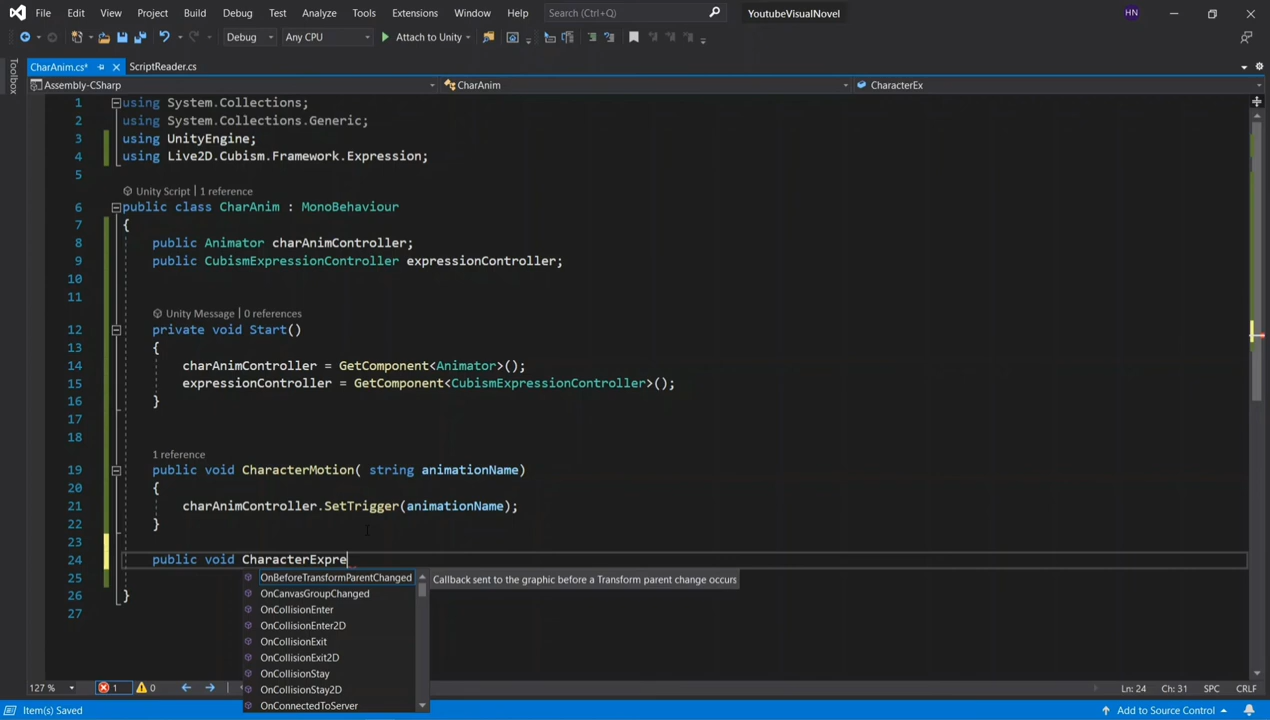 File Edit View Project Build Debug Test Analyze Tools Extensions Window Help Search (Ctrl+Q) YoutubeVisualNovel HN
Debug Any CPU Attach to Unity
CharAnim.cs* ScriptReader.cs
Toolbox
Assembly-CSharp CharAnim CharacterEx
1 using System.Collections;
2 using System.Collections.Generic;
3 using UnityEngine;
4 using Live2D.Cubism.Framework.Expression;
5
Unity Script | 1 reference
6 public class CharAnim : MonoBehaviour
7 {
8 public Animator charAnimController;
9 public CubismExpressionController expressionController;
10
11
Unity Message | 0 references
12 private void Start()
13 {
14 charAnimController = GetComponent<Animator>();
15 expressionController = GetComponent<CubismExpressionController>();
16 }
17
18
1 reference
19 public void CharacterMotion( string animationName)
20 {
21 charAnimController.SetTrigger(animationName);
22 }
23
24 public void CharacterExpre
25
26 }
27
OnBeforeTransformParentChanged Callback sent to the graphic before a Transform parent change occurs
OnCanvasGroupChanged
OnCollisionEnter
OnCollisionEnter2D
OnCollisionExit
OnCollisionExit2D
OnCollisionStay
OnCollisionStay2D
OnConnectedToServer
127 % 1 0 Ln: 24 Ch: 31 SPC CRLF
Item(s) Saved Add to Source Control